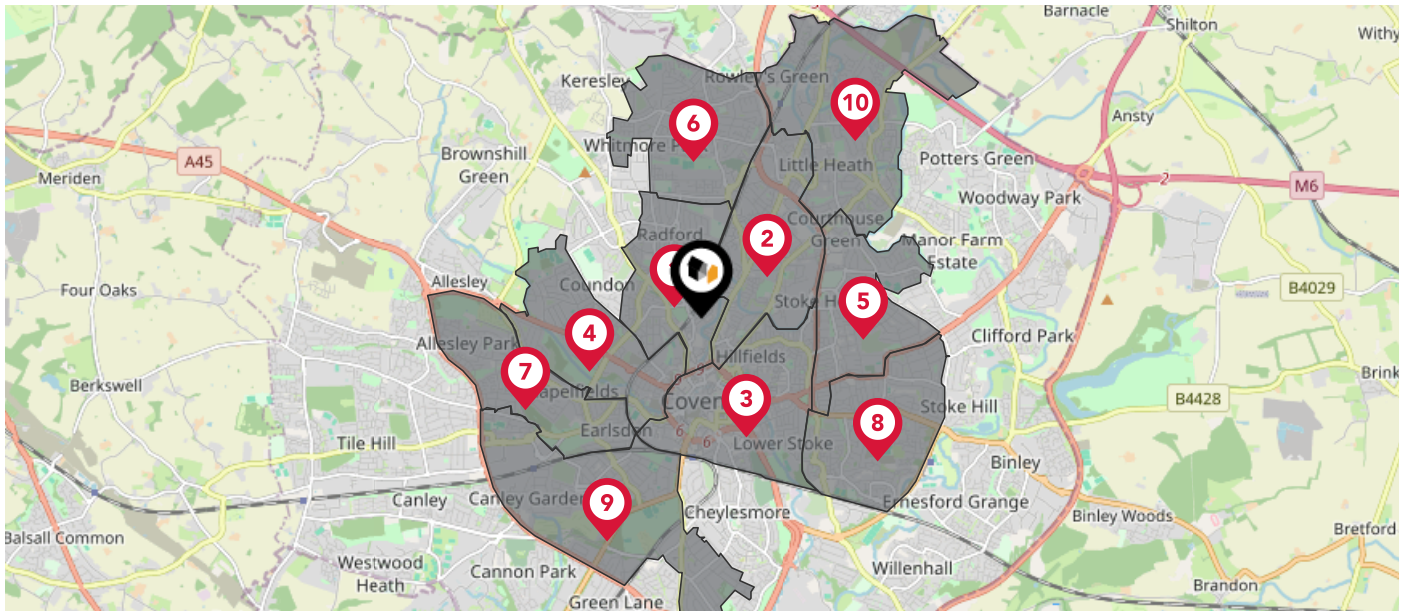 Barnacle
Shilton
Withy
Keresley
Rowley's Green
10
6
Ansty
Whitmore P
Little Heath
Brownshill
Green
Potters Green
A45
Meriden
2
M6
Woodway Park
Radford
2
Courthouse
Green
Manor Farm
Estate
Allesley
Coundon
Four Oaks
Stoke H
5
B4029
4
Clifford Park
Allesley Park
Hillfields
7
Berkswell
apelfields
Coven
3
B4428
Brink
Stoke Hill
8
Earlsdon
6
6
Lower Stoke
Tile Hill
Binley
Canley
Canley Garde
9
Cheylesmore
Ernesford Grange
Binley Woods
Bretford
Balsall Common
Westwood
Heath
Cannon Park
Willenhall
Brandon
Green Lane